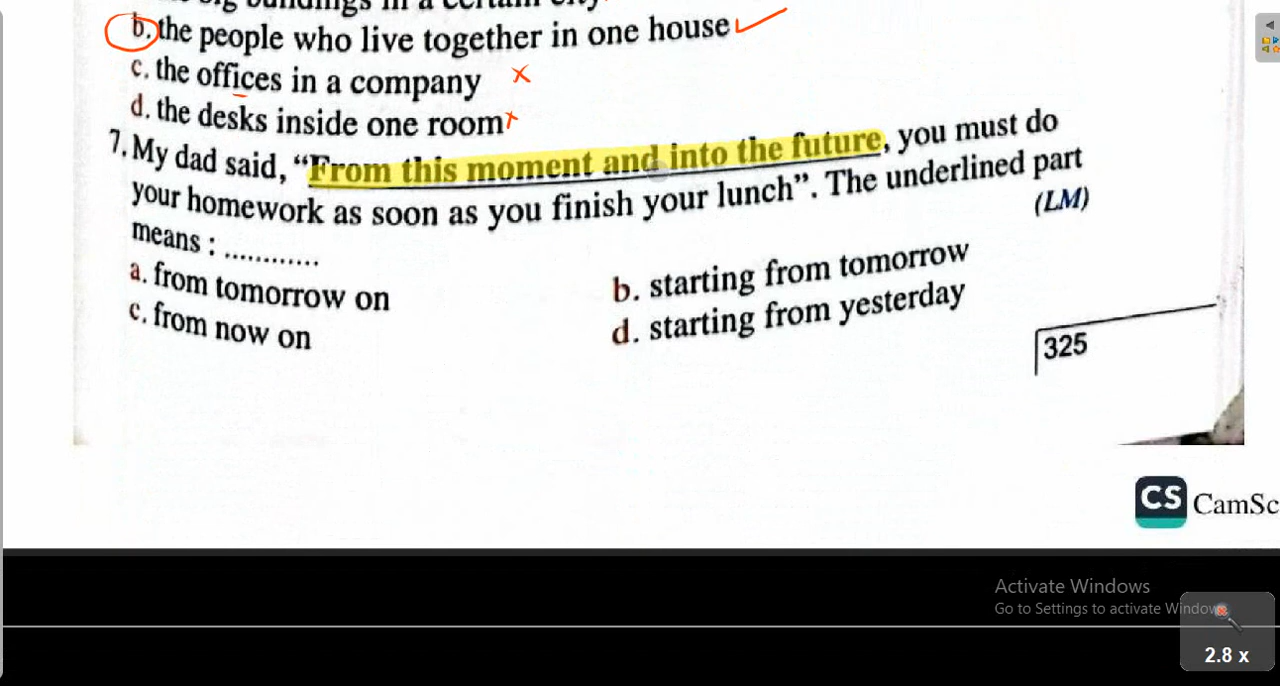 b. the people who live together in one house
c. the offices in a company
d. the desks inside one room
7. My dad said, “From this moment and into the future, you must do
your homework as soon as you finish your lunch”. The underlined part
means : ............ (LM)
a. from tomorrow on b. starting from tomorrow
c. from now on d. starting from yesterday
325
CS CamSc
Activate Windows
Go to Settings to activate Windows
2.8 x